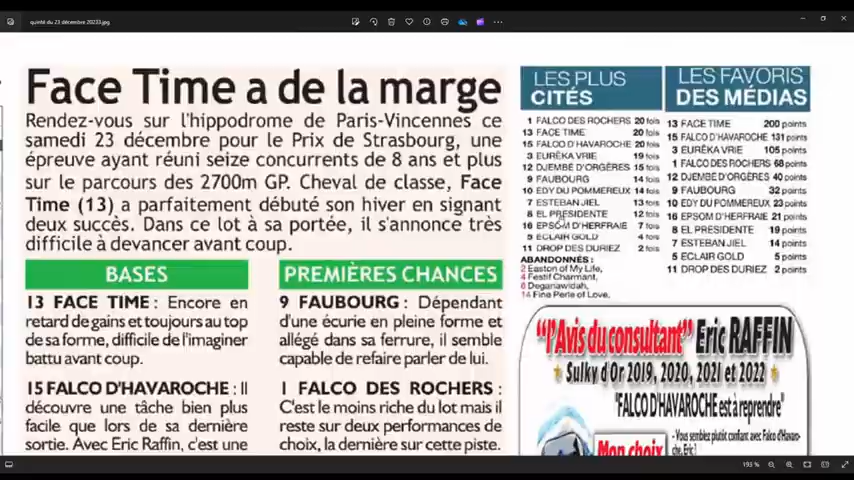 quinté du 23 décembre 20233.jpg
Face Time a de la marge
Rendez-vous sur l'hippodrome de Paris-Vincennes ce
samedi 23 décembre pour le Prix de Strasbourg, une
épreuve ayant réuni seize concurrents de 8 ans et plus
sur le parcours des 2700m GP. Cheval de classe, Face
Time (13) a parfaitement débuté son hiver en signant
deux succès. Dans ce lot à sa portée, il s'annonce très
difficile à devancer avant coup.
BASES
13 FACE TIME : Encore en
retard de gains et toujours au top
de sa forme, difficile de l'imaginer
battu avant coup.
15 FALCO D'HAVAROCHE : Il
découvre une tâche bien plus
facile que lors de sa dernière
sortie. Avec Eric Raffin, c'est une
PREMIÈRES CHANCES
9 FAUBOURG : Dépendant
d'une écurie en pleine forme et
allégé dans sa ferrure, il semble
capable de refaire parler de lui.
1 FALCO DES ROCHERS :
C'est le moins riche du lot mais il
reste sur deux performances de
choix, la dernière sur cette piste.
LES PLUS
CITÉS
1 FALCO DES ROCHERS 20 fois
13 FACE TIME 20 fois
15 FALCO D'HAVAROCHE 20 fois
3 EURÊKA VRIE 19 fois
12 DJEMBÉ D'ORGÈRES 15 fois
9 FAUBOURG 14 fois
10 EDY DU POMMEREUX 14 fois
7 ESTEBAN JIEL 13 fois
8 EL PRESIDENTE 12 fois
16 EPSOM D'HERFRAIE 7 fois
5 ECLAIR GOLD 4 fois
11 DROP DES DURIEZ 2 fois
ABANDONNÉS :
2 Easton of My Life,
4 Festif Charmant,
6 Deganawidah,
14 Fine Perle of Love.
LES FAVORIS
DES MÉDIAS
13 FACE TIME 200 points
15 FALCO D'HAVAROCHE 131 points
3 EURÊKA VRIE 105 points
1 FALCO DES ROCHERS 68 points
12 DJEMBÉ D'ORGÈRES 40 points
9 FAUBOURG 32 points
10 EDY DU POMMEREUX 23 points
16 EPSOM D'HERFRAIE 21 points
8 EL PRESIDENTE 19 points
7 ESTEBAN JIEL 14 points
5 ECLAIR GOLD 5 points
11 DROP DES DURIEZ 2 points
"l'Avis du consultant" Eric RAFFIN
Sulky d'Or 2019, 2020, 2021 et 2022
"FALCO D'HAVAROCHE est à reprendre"
Mon choix
- Vous semblez plutôt confiant avec Falco d'Hava-
roche, Eric?
193 %